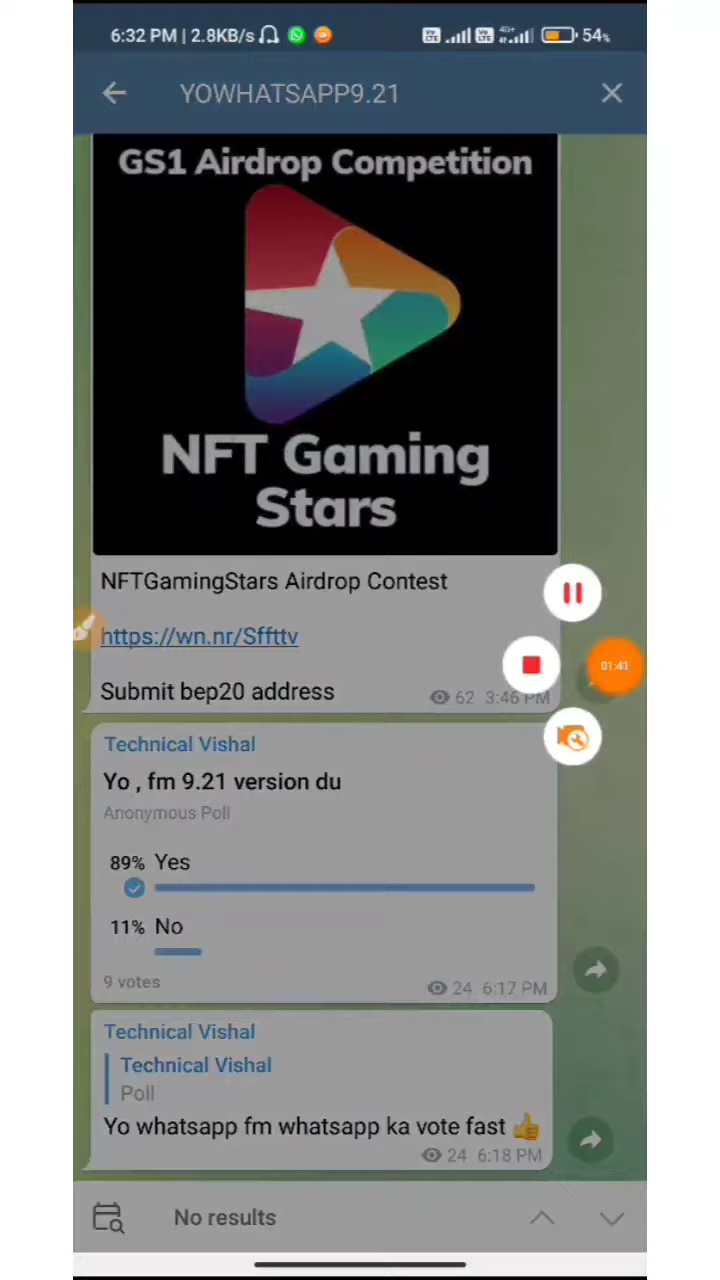 6:32 PM | 2.8KB/s
54%
YOWHATSAPP9.21
GS1 Airdrop Competition
NFT Gaming
Stars
NFTGamingStars Airdrop Contest
https://wn.nr/Sffttv
Submit bep20 address
62 3:46 PM
01:41
Technical Vishal
Yo , fm 9.21 version du
Anonymous Poll
89% Yes
11% No
9 votes
24 6:17 PM
Technical Vishal
Technical Vishal
Poll
Yo whatsapp fm whatsapp ka vote fast 👍
24 6:18 PM
No results